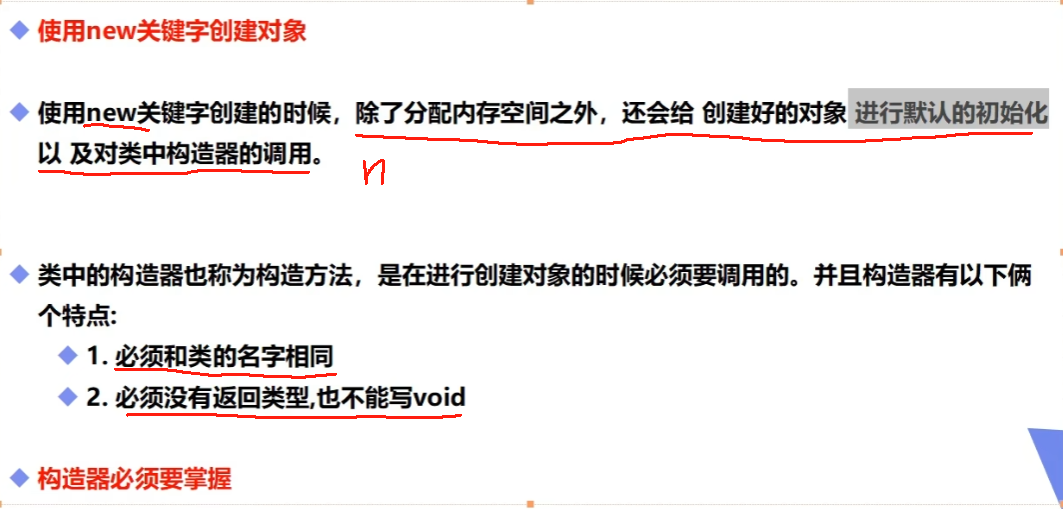 使用new关键字创建对象
使用new关键字创建的时候，除了分配内存空间之外，还会给 创建好的对象 进行默认的初始化
以 及对类中构造器的调用。
n
类中的构造器也称为构造方法，是在进行创建对象的时候必须要调用的。并且构造器有以下俩
个特点:
1. 必须和类的名字相同
2. 必须没有返回类型,也不能写void
构造器必须要掌握